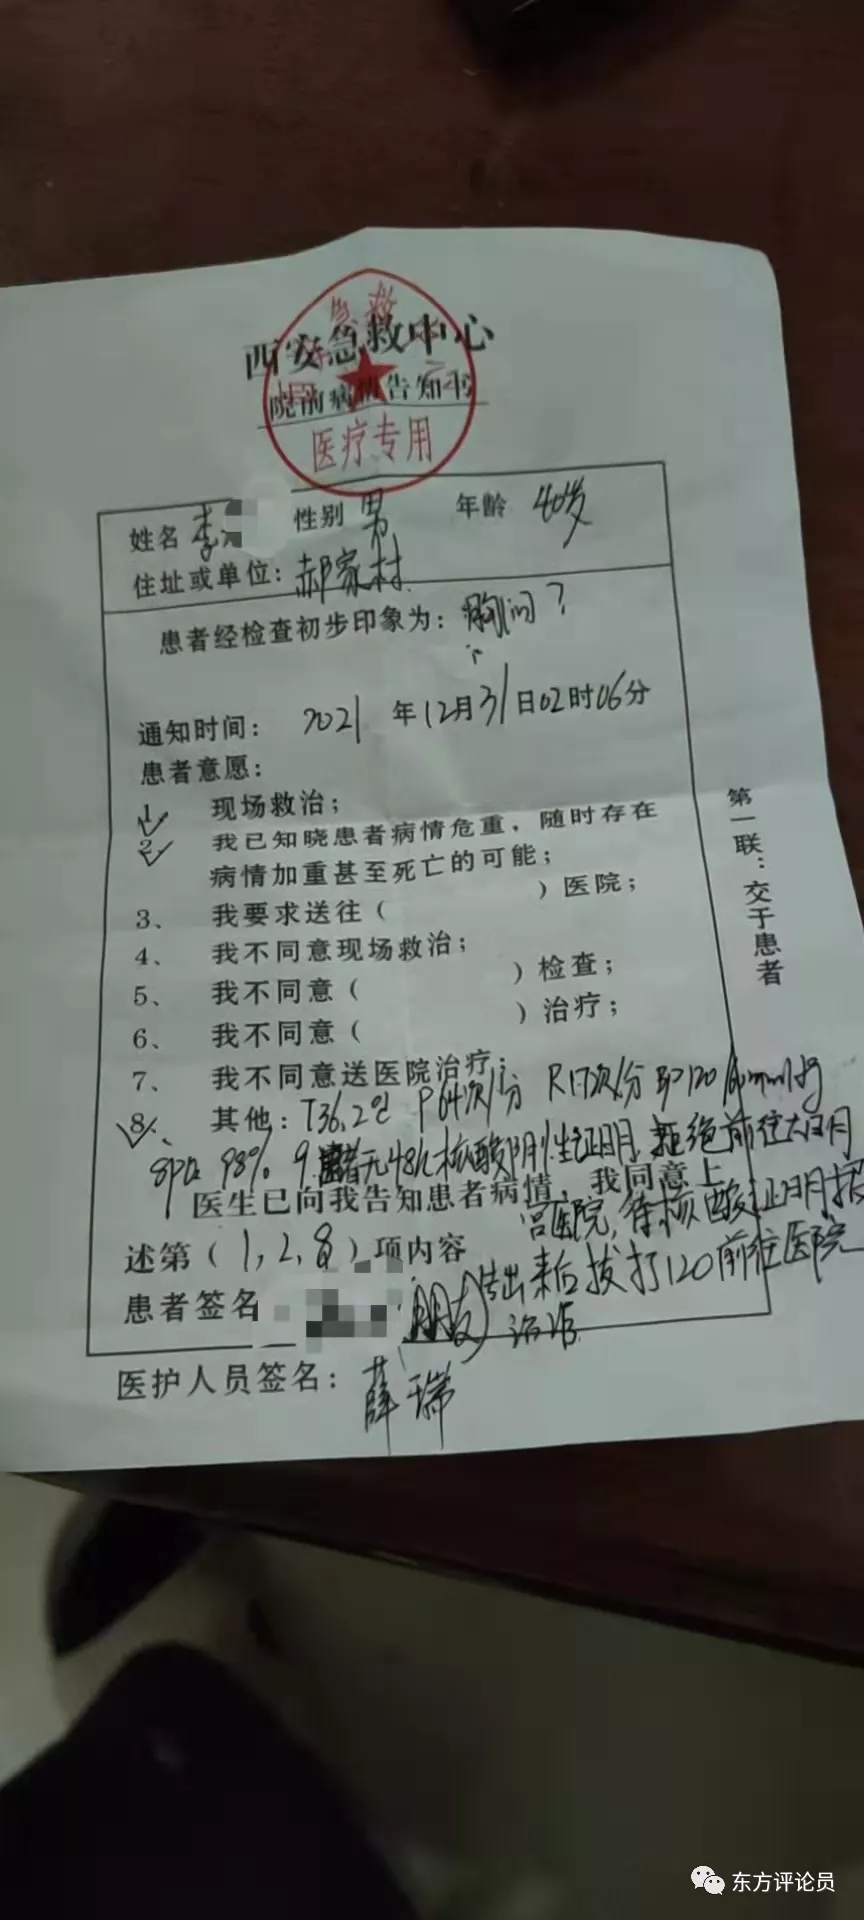 西安急救中心
院前病情告知书
急救
医疗专用
姓名 李 性别 男 年龄 40岁
住址或单位：郝家村
患者经检查初步印象为：胸闷？
通知时间： 2021 年12月31日02时06分
患者意愿：
1、 现场救治；
2、 我已知晓患者病情危重，随时存在
病情加重甚至死亡的可能；
3、 我要求送往（ ）医院；
4、 我不同意现场救治；
5、 我不同意（ ）检查；
6、 我不同意（ ）治疗；
7、 我不同意送医院治疗；
8、 其他：T36.2℃ P64次/分 R17次/分 BP120/ mmHg
SPO2 98% 9.患者无48h核酸阴性证明，拒绝前往大明
医生已向我告知患者病情，我同意上
宫医院，待核酸证明报
述第（1，2，8）项内容
告出来后拨打120前往医院
患者签名 （朋友）
治疗
医护人员签名：薛瑞
第一联：交于患者
东方评论员